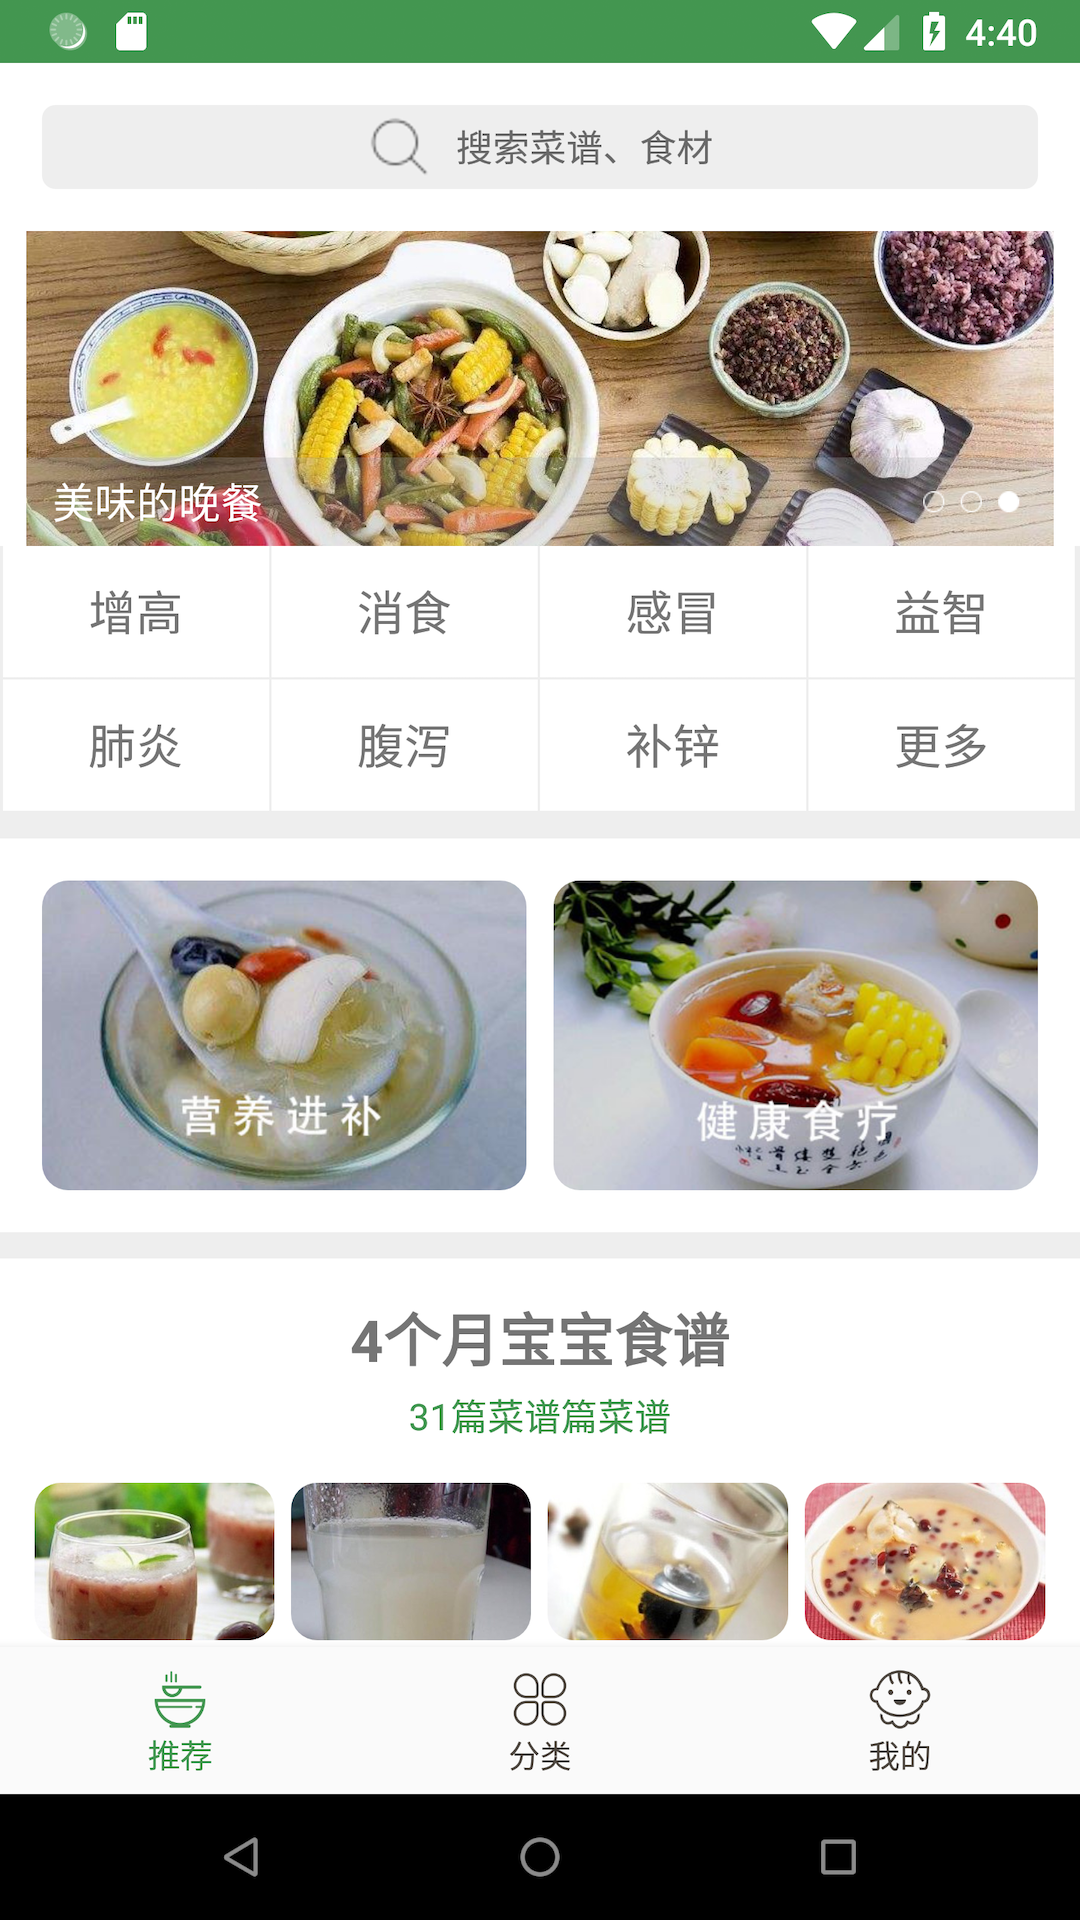 4:40
搜索菜谱、食材
美味的晚餐
增高 消食 感冒 益智
肺炎 腹泻 补锌 更多
营养进补 健康食疗
4个月宝宝食谱
31篇菜谱篇菜谱
推荐 分类 我的